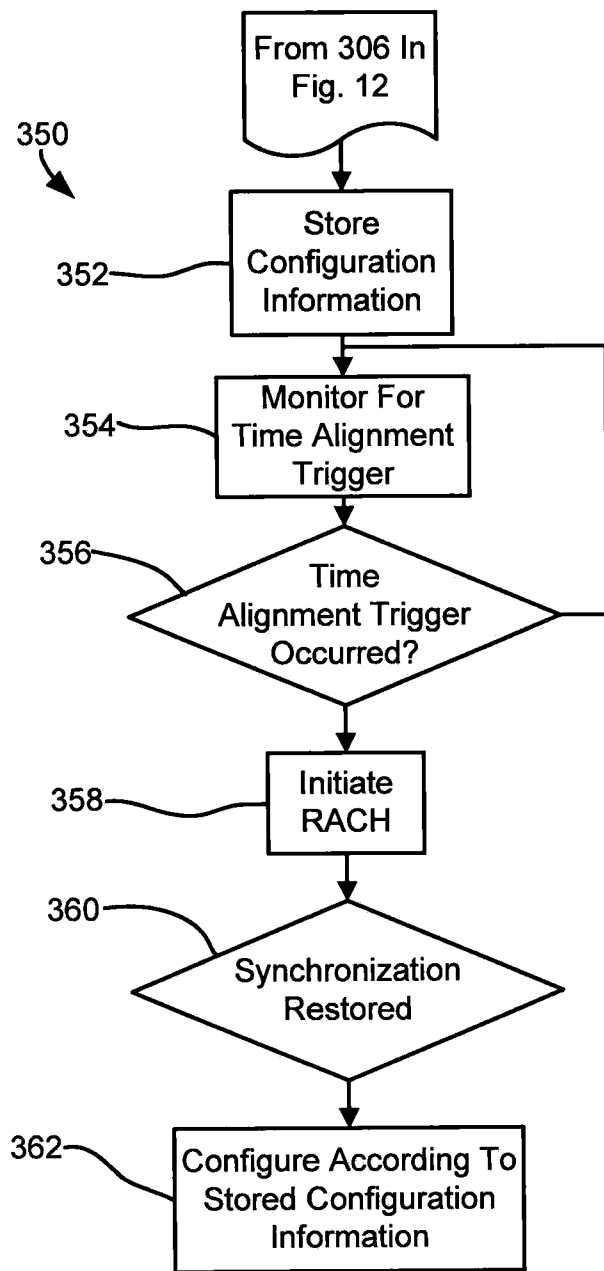 From 306 In
Fig. 12
350
Store
Configuration
Information
352
Monitor For
Time Alignment
Trigger
354
356
Time
Alignment Trigger
Occurred?
Initiate
RACH
358
360
Synchronization
Restored
362
Configure According To
Stored Configuration
Information